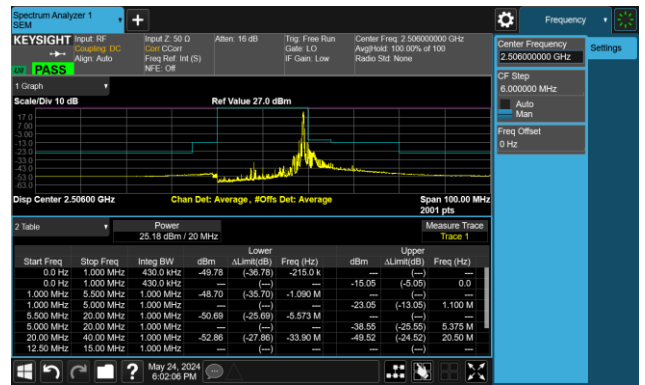 Spectrum Analyzer 1
SEM
Frequency
KEYSIGHT Input: RF Input Z: 50 Ω Atten: 16 dB Trig: Free Run Center Freq: 2.506000000 GHz
Coupling: DC Corr CCorr Gate: LO Avg|Hold: 100.00% of 100
Align: Auto Freq Ref: Int (S) IF Gain: Low Radio Std: None
NFE: Off
PASS
Center Frequency
2.506000000 GHz
Settings
CF Step
6.000000 MHz
Auto
Man
Freq Offset
0 Hz
1 Graph
Scale/Div 10 dB Ref Value 27.0 dBm
17.0
7.00
-3.00
-13.0
-23.0
-33.0
-43.0
-53.0
-63.0
Disp Center 2.50600 GHz Chan Det: Average, #Offs Det: Average Span 100.00 MHz
2001 pts
2 Table Power Measure Trace
25.18 dBm / 20 MHz Trace 1
Lower Upper
Start Freq Stop Freq Integ BW dBm ΔLimit(dB) Freq (Hz) dBm ΔLimit(dB) Freq (Hz)
0.0 Hz 1.000 MHz 430.0 kHz -49.78 (-36.78) -215.0 k --- (---) ---
0.0 Hz 1.000 MHz 430.0 kHz --- (---) --- -15.05 (-5.05) 0.0
1.000 MHz 5.500 MHz 1.000 MHz -48.70 (-35.70) -1.090 M --- (---) ---
1.000 MHz 5.000 MHz 1.000 MHz --- (---) --- -23.05 (-13.05) 1.100 M
5.500 MHz 20.00 MHz 1.000 MHz -50.69 (-25.69) -5.573 M --- (---) ---
5.000 MHz 20.00 MHz 1.000 MHz --- (---) --- -38.55 (-25.55) 5.375 M
20.00 MHz 40.00 MHz 1.000 MHz -52.86 (-27.86) -33.90 M -49.52 (-24.52) 20.50 M
12.50 MHz 15.00 MHz 1.000 MHz --- (---) --- --- (---) ---
May 24, 2024
6:02:06 PM